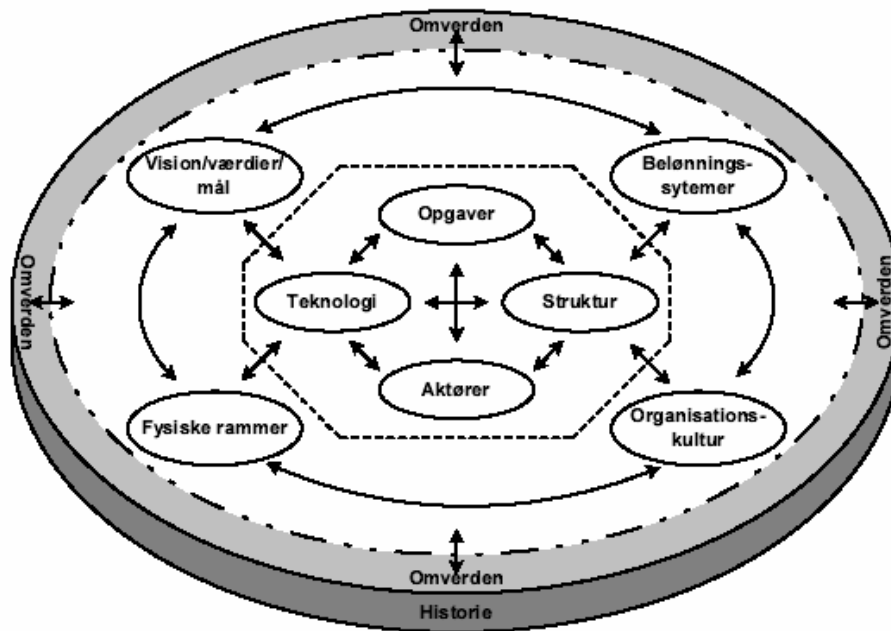 Omverden
Vision/værdier/
mål
Belønnings-
sytemer
Opgaver
Omverden
Teknologi
Struktur
Omverden
Aktører
Fysiske rammer
Organisations-
kultur
Omverden
Historie